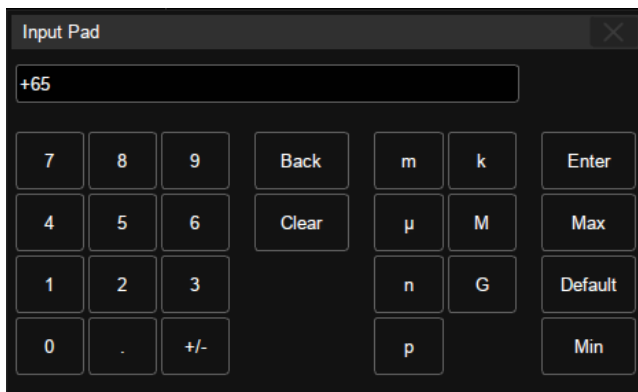 Input Pad
+65
7 8 9 Back m k Enter
4 5 6 Clear µ M Max
1 2 3 n G Default
0 . +/- p Min